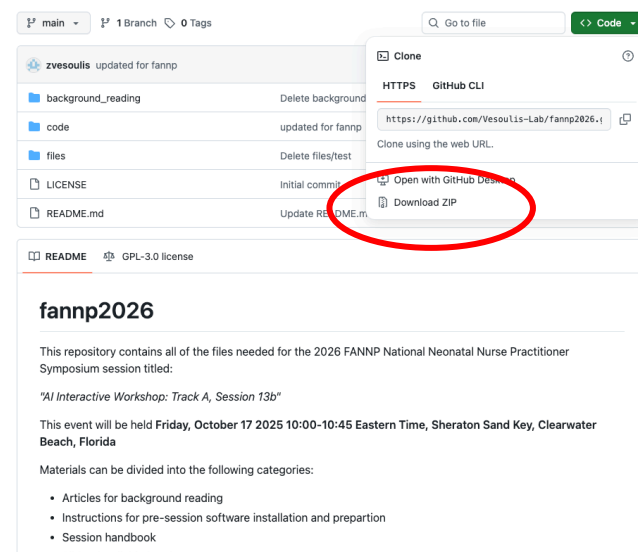 main
1 Branch
0 Tags
Go to file
<> Code
zvesoulis updated for fannp
background_reading Delete background
code updated for fannp
files Delete files/test
LICENSE Initial commit
README.md Update README.m
Clone
HTTPS GitHub CLI
https://github.com/Vesoulis-Lab/fannp2026.g
Clone using the web URL.
Open with GitHub Desktop
Download ZIP
README GPL-3.0 license
fannp2026
This repository contains all of the files needed for the 2026 FANNP National Neonatal Nurse Practitioner
Symposium session titled:
"AI Interactive Workshop: Track A, Session 13b"
This event will be held Friday, October 17 2025 10:00-10:45 Eastern Time, Sheraton Sand Key, Clearwater
Beach, Florida
Materials can be divided into the following categories:
• Articles for background reading
• Instructions for pre-session software installation and prepartion
• Session handbook